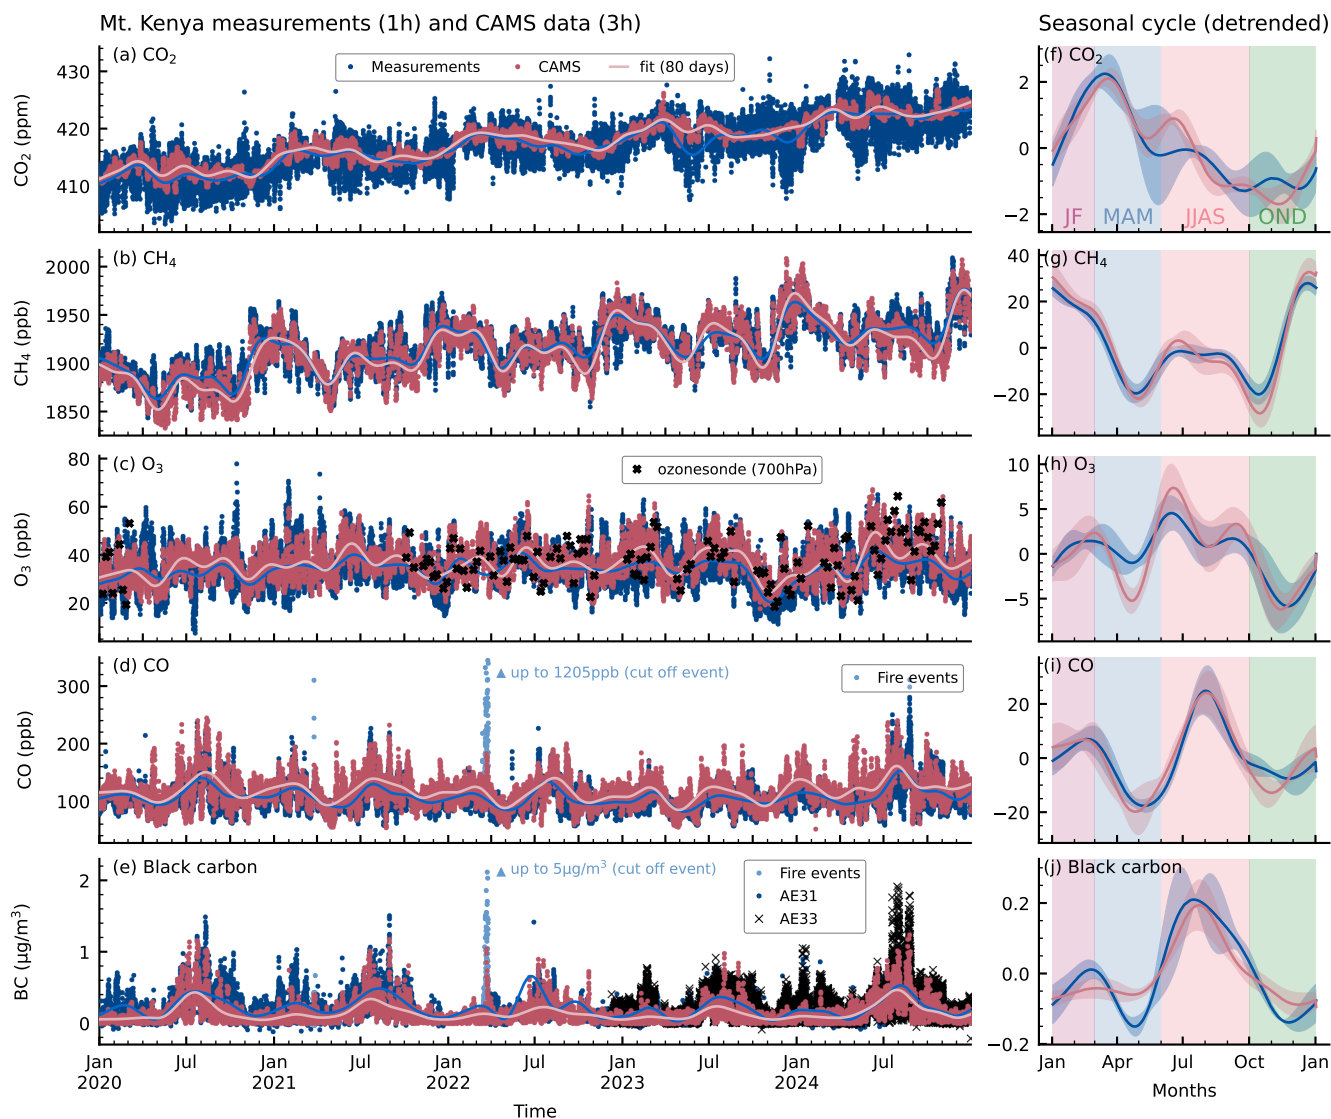 Mt. Kenya measurements (1h) and CAMS data (3h)
Seasonal cycle (detrended)
(a) CO₂
Measurements
CAMS
fit (80 days)
430
420
410
CO₂ (ppm)
(f) CO₂
2
0
−2
JF
MAM
JJAS
OND
(b) CH₄
2000
1950
1900
1850
CH₄ (ppb)
(g) CH₄
40
20
0
−20
(c) O₃
ozonesonde (700hPa)
80
60
40
20
O₃ (ppb)
(h) O₃
10
5
0
−5
(d) CO
▲ up to 1205ppb (cut off event)
Fire events
300
200
100
CO (ppb)
(i) CO
20
0
−20
(e) Black carbon
▲ up to 5μg/m³ (cut off event)
Fire events
AE31
AE33
2
1
0
BC (μg/m³)
(j) Black carbon
0.2
0.0
−0.2
Jan Jul Jan Jul Jan Jul Jan Jul Jan Jul
2020 2021 2022 2023 2024
Time
Jan Apr Jul Oct Jan
Months